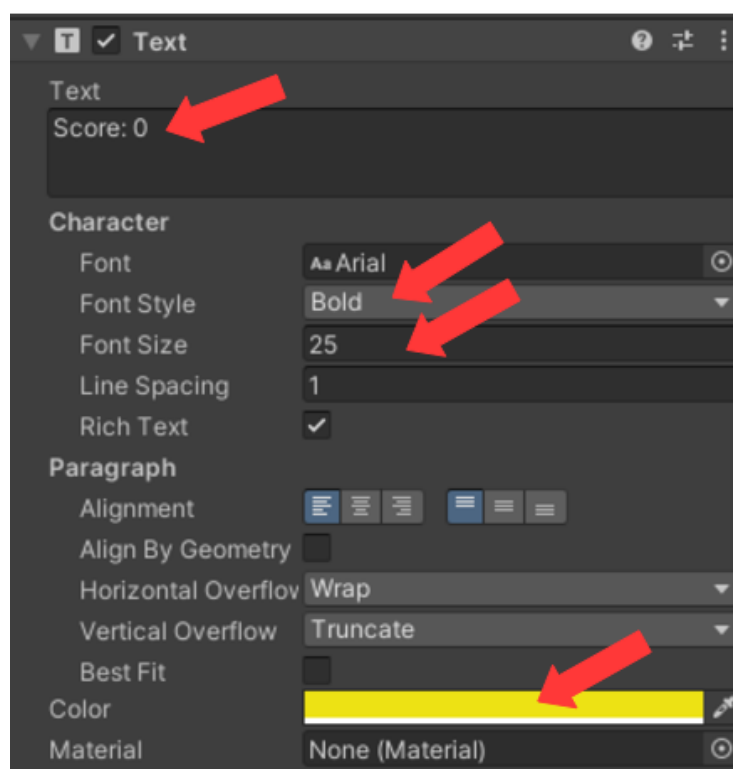 T Text
Text
Score: 0
Character
Font Aa Arial
Font Style Bold
Font Size 25
Line Spacing 1
Rich Text
Paragraph
Alignment
Align By Geometry
Horizontal Overflov Wrap
Vertical Overflow Truncate
Best Fit
Color
Material None (Material)